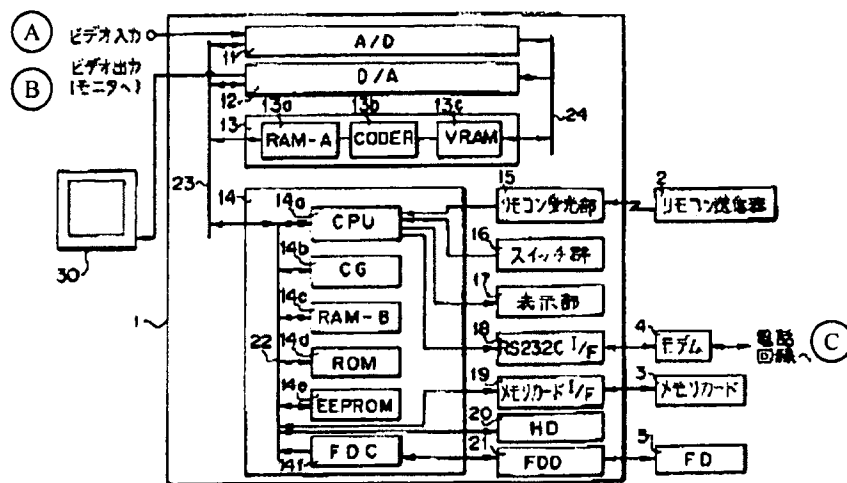 A ビデオ入力
B ビデオ出力
(モニタへ)
11 A/D
12 D/A
13 13a 13b 13c
RAM-A CODER VRAM
24
23
14
14a CPU
14b CG
14c RAM-B
22
14d ROM
14e EEPROM
14f FDC
15 リモコン受光部
2 リモコン送信器
16 スイッチ群
17 表示部
18 RS232C I/F
4 モデム
電話
回線へ C
19 メモリカード I/F
3 メモリカード
20 HD
21 FDD
5 FD
30
1